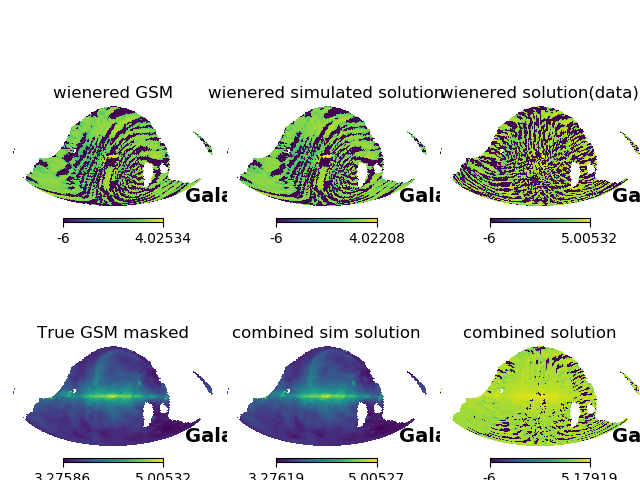 wienered GSM
wienered simulated solution
wienered solution(data)
Gala
Gala
Ga
-6 4.02534
-6 4.02208
-6 5.00532
True GSM masked
combined sim solution
combined solution
Gala
Gala
Ga
3.27586 5.00532
3.27619 5.00527
-6 5.17919